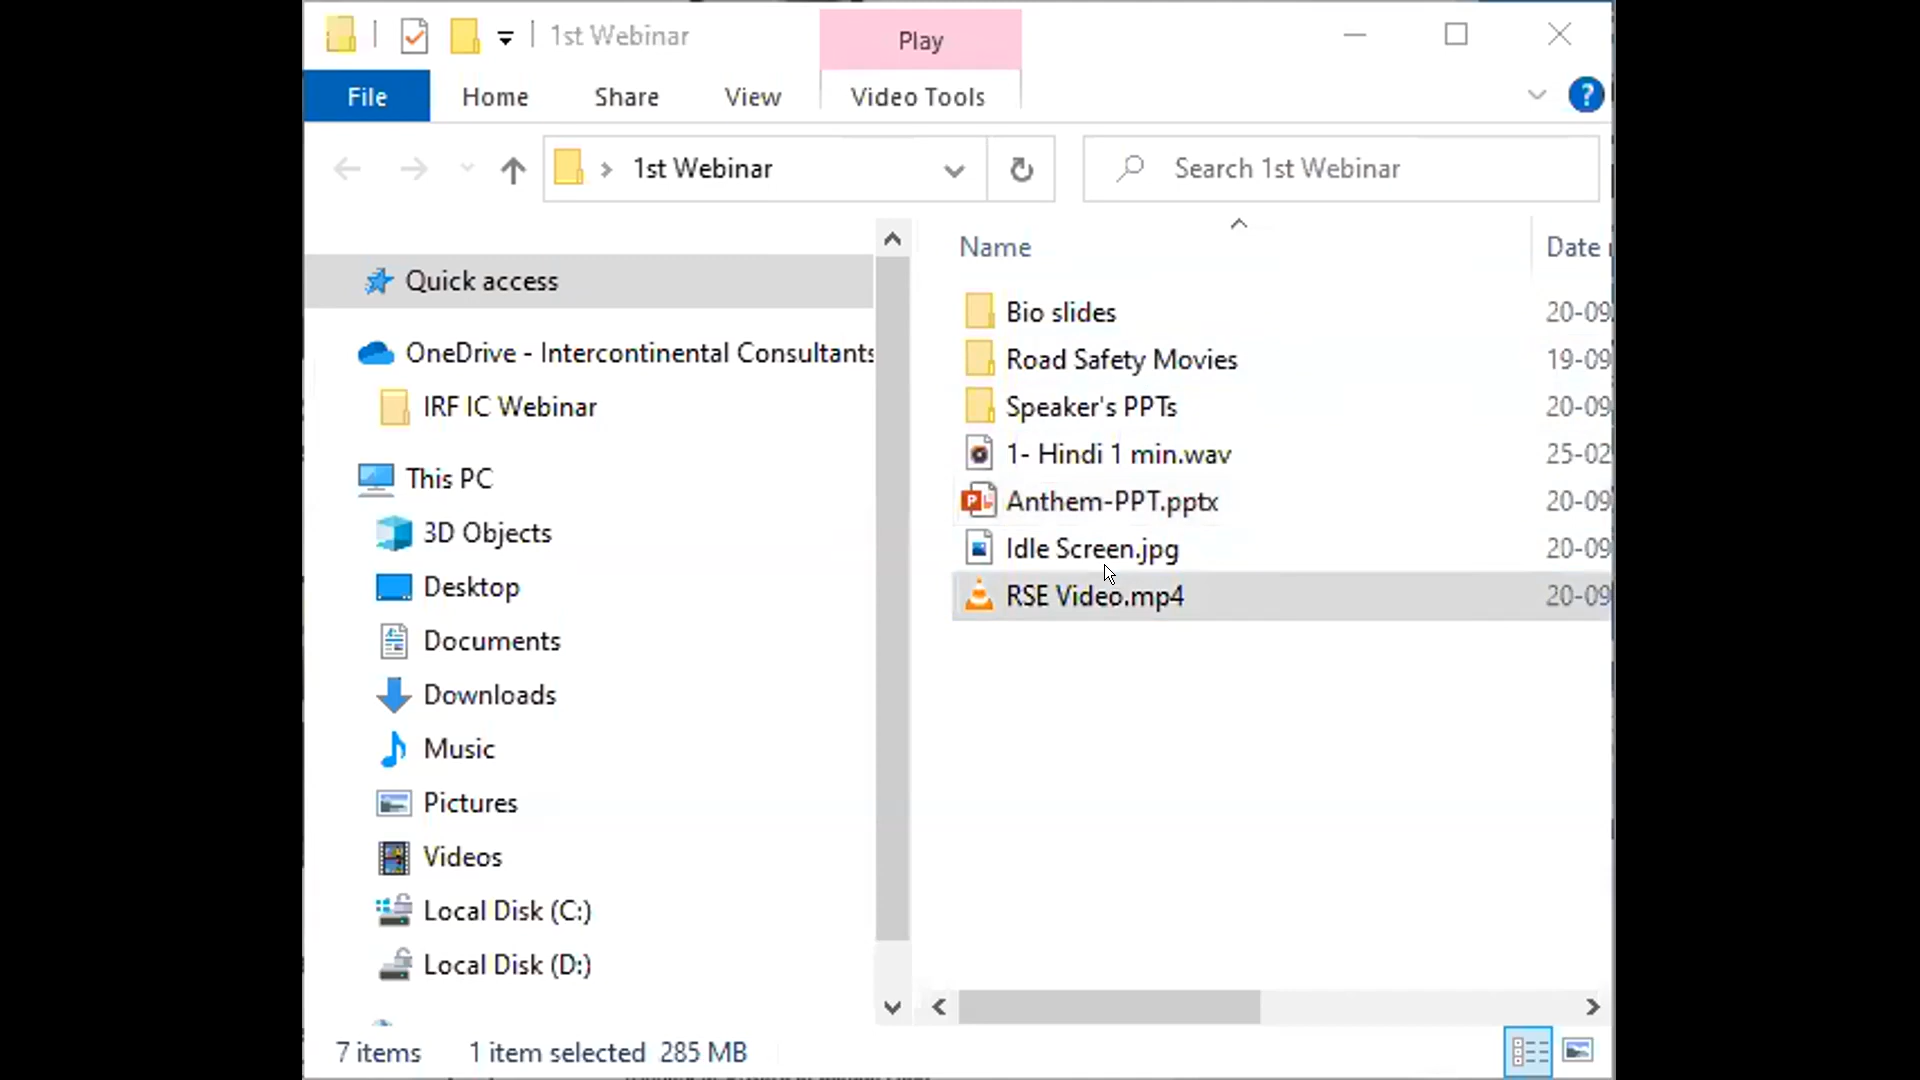 1st Webinar
Play
File
Home
Share
View
Video Tools
?
1st Webinar
Search 1st Webinar
Name
Date
Quick access
OneDrive - Intercontinental Consultants
IRF IC Webinar
This PC
3D Objects
Desktop
Documents
Downloads
Music
Pictures
Videos
Local Disk (C:)
Local Disk (D:)
Bio slides 20-09
Road Safety Movies 19-09
Speaker's PPTs 20-09
1- Hindi 1 min.wav 25-02
Anthem-PPT.pptx 20-09
Idle Screen.jpg 20-09
RSE Video.mp4 20-09
7 items 1 item selected 285 MB